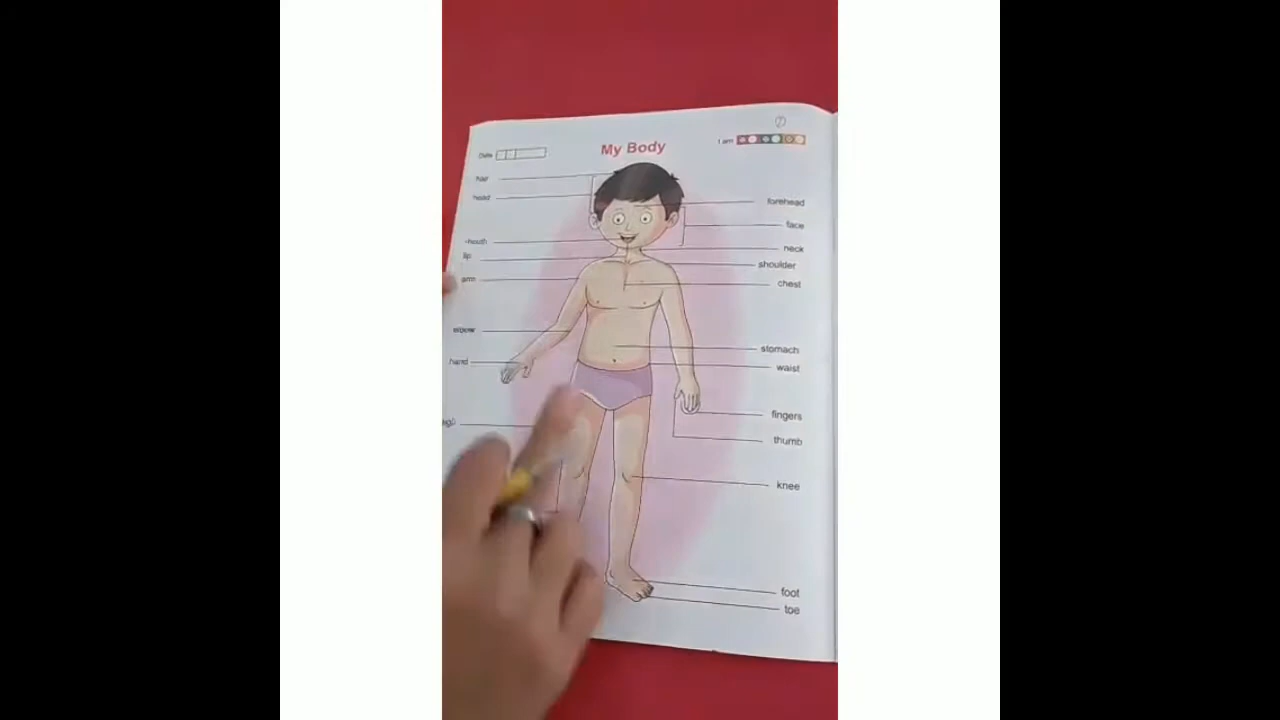 7
My Body
Date
I am
hair
head
forehead
face
mouth
neck
lip
shoulder
arm
chest
elbow
stomach
hand
waist
fingers
thumb
knee
foot
toe